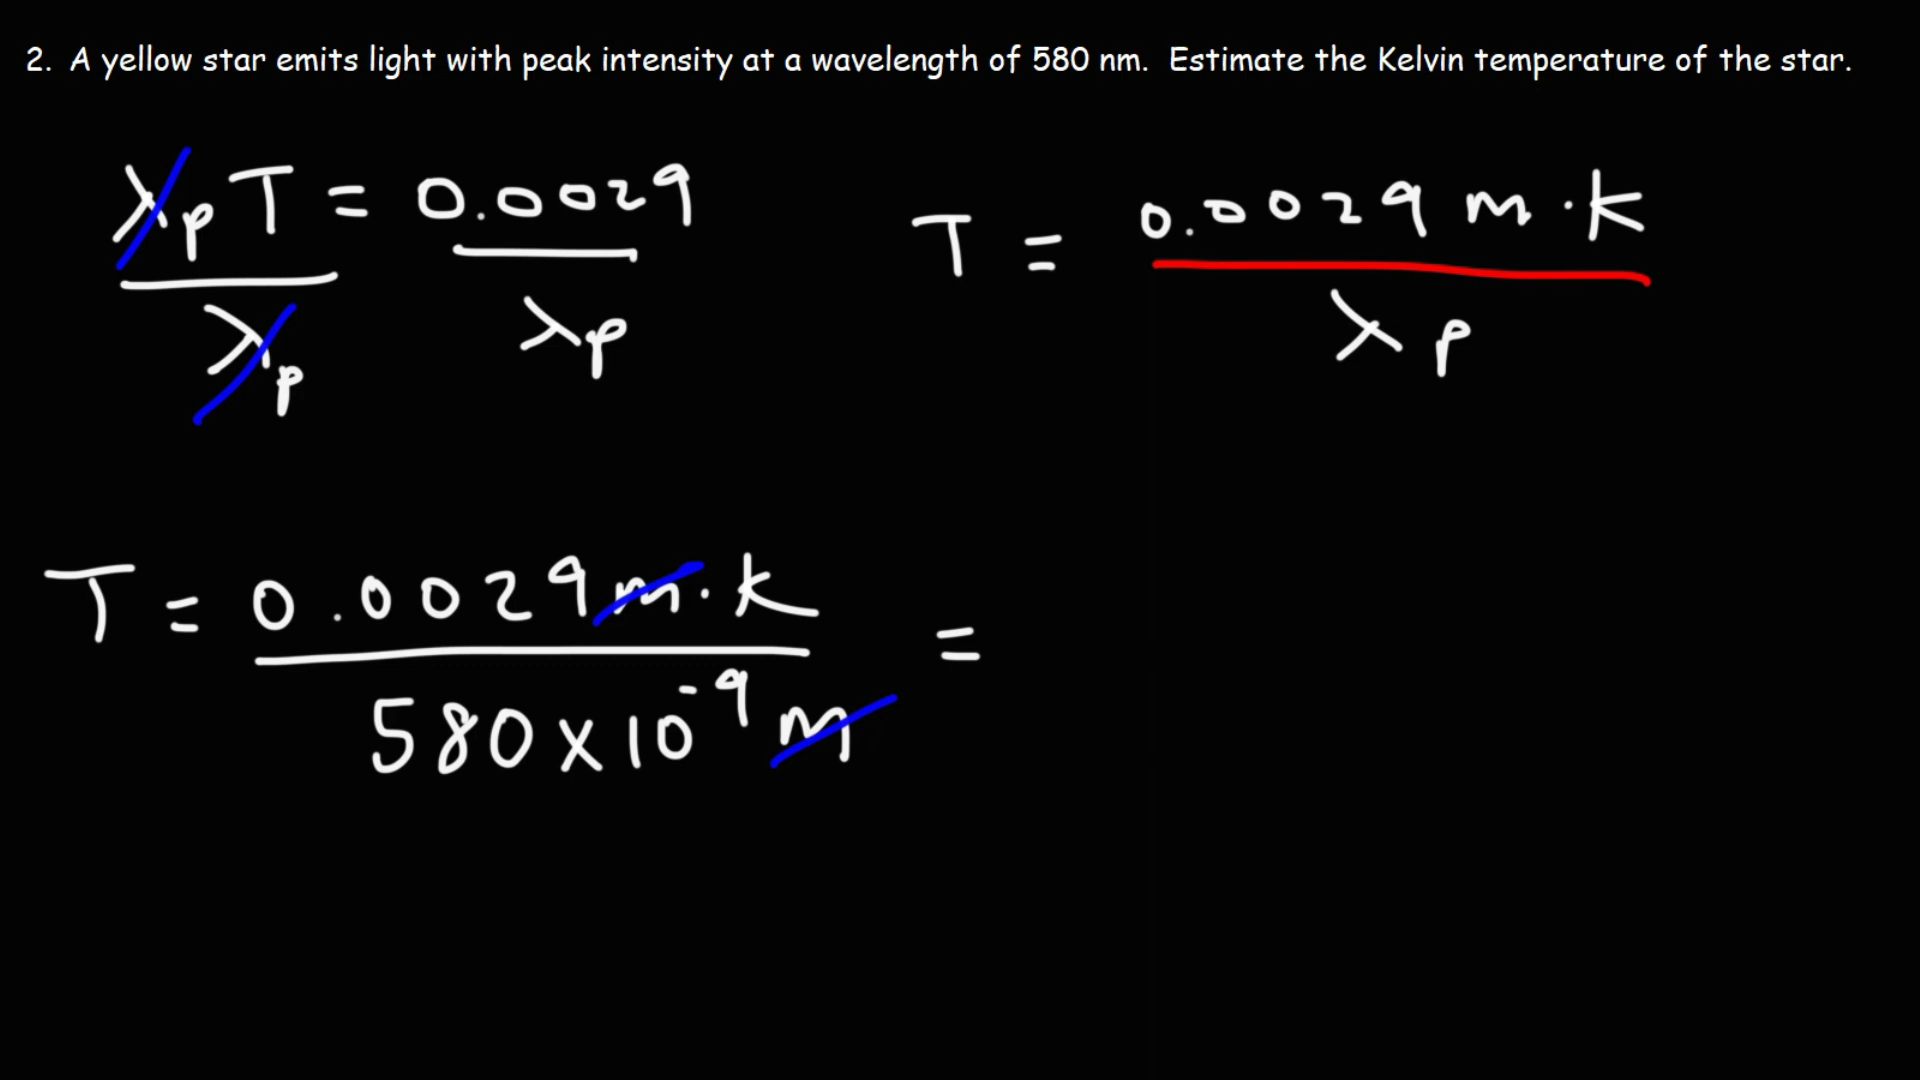 2. A yellow star emits light with peak intensity at a wavelength of 580 nm. Estimate the Kelvin temperature of the star.
λp T = 0.0029
λp λp
T = 0.0029 m·k
λp
T = 0.0029 m·k =
580 x 10⁻⁹ m